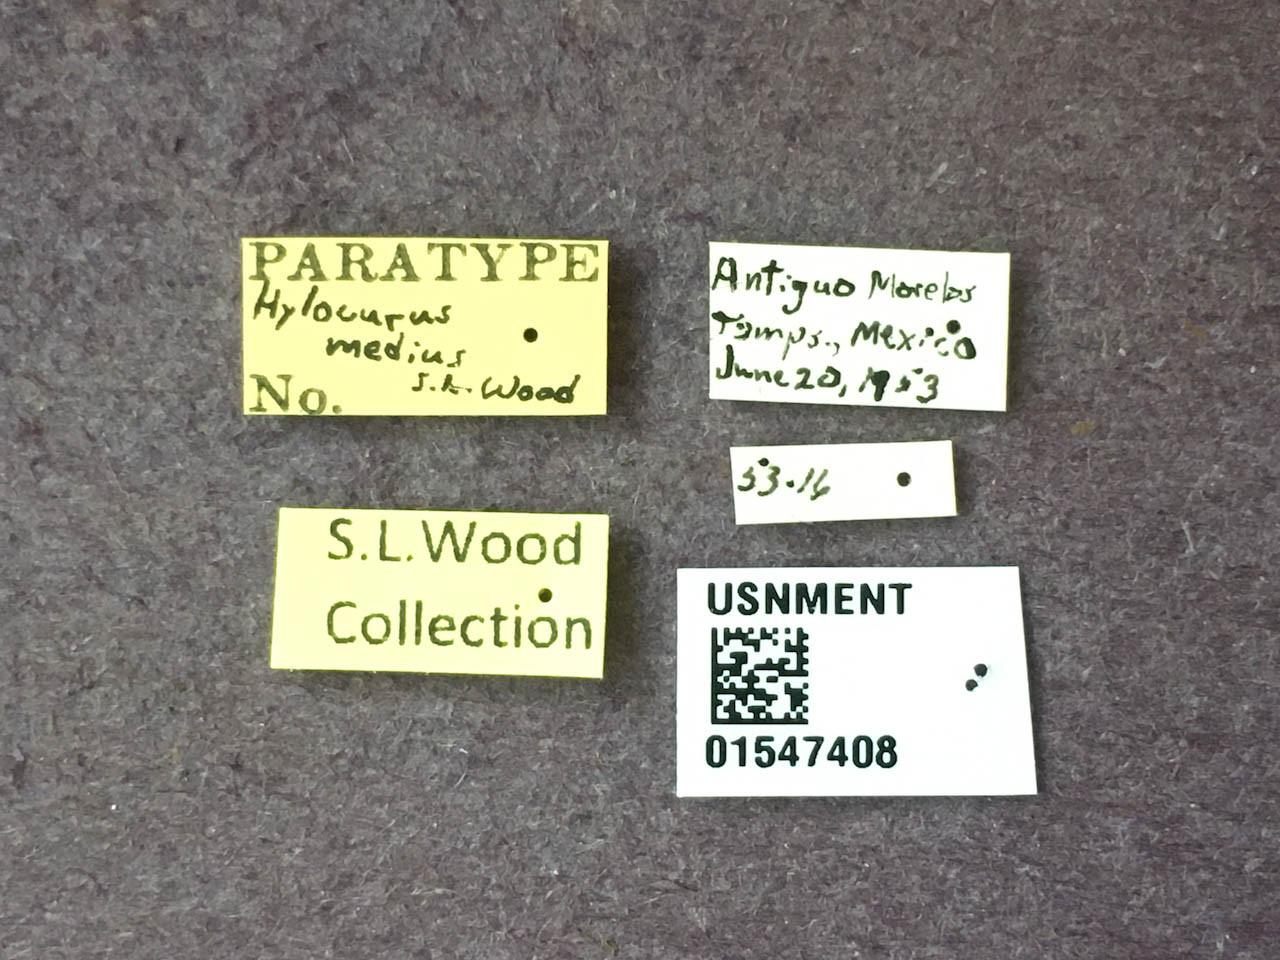 PARATYPE
Hylocurus
medius
S.L. Wood
No.
Antiguo Morelos
Tamps., Mexico
June 20, 1953
53-16
S.L.Wood
Collection
USNMENT
01547408